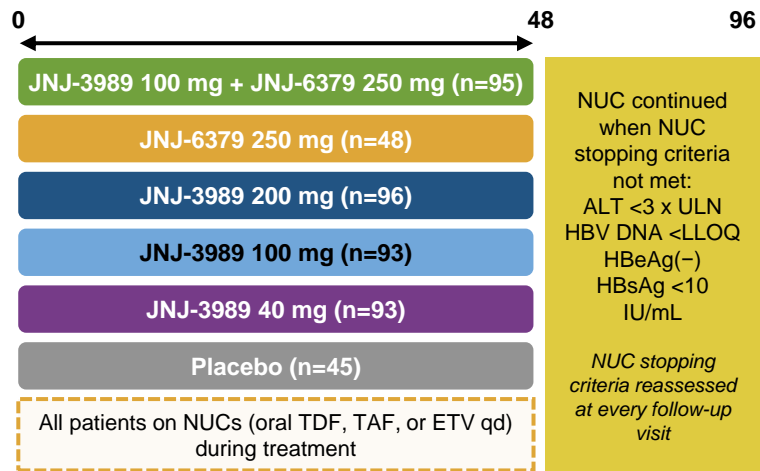 0 48 96
JNJ-3989 100 mg + JNJ-6379 250 mg (n=95)
JNJ-6379 250 mg (n=48)
JNJ-3989 200 mg (n=96)
JNJ-3989 100 mg (n=93)
JNJ-3989 40 mg (n=93)
Placebo (n=45)
All patients on NUCs (oral TDF, TAF, or ETV qd)
during treatment
NUC continued
when NUC
stopping criteria
not met:
ALT <3 x ULN
HBV DNA <LLOQ
HBeAg(−)
HBsAg <10
IU/mL
NUC stopping
criteria reassessed
at every follow-up
visit